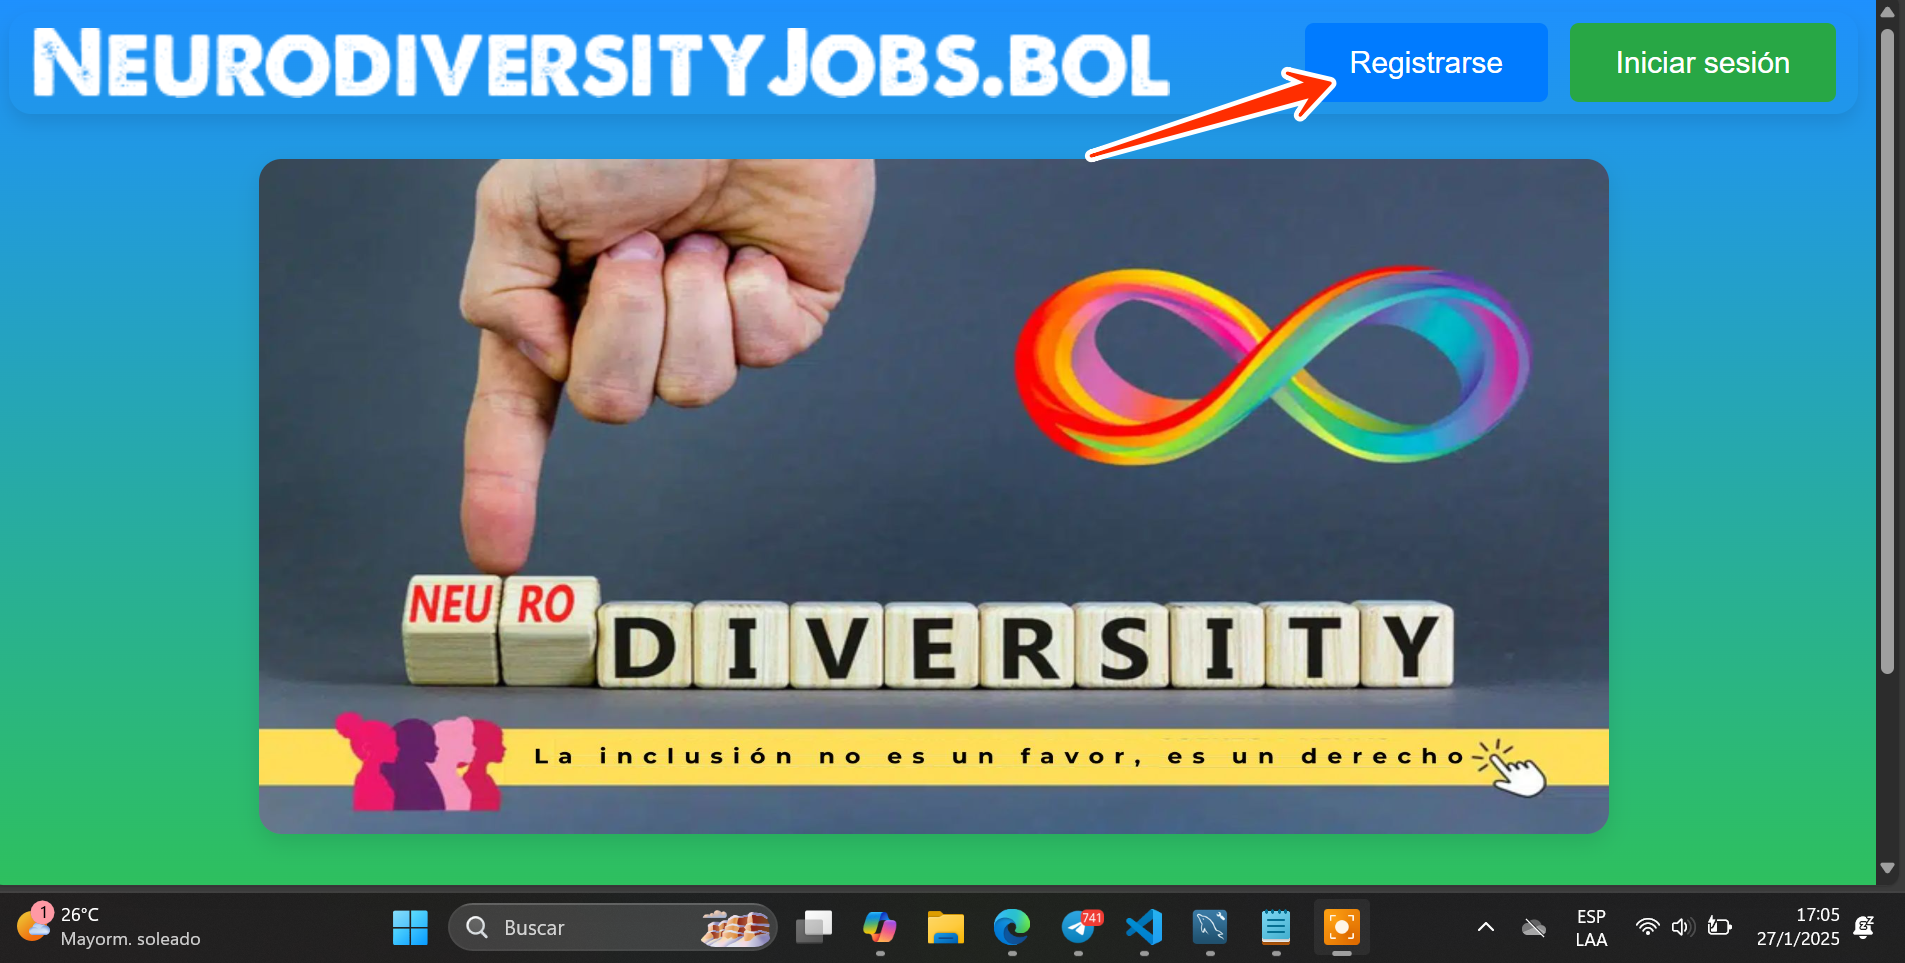 NEURODIVERSITYJOBS.BOL
Registrarse
Iniciar sesión
NEU RO DIVERSITY
La inclusión no es un favor, es un derecho
1
26°C
Mayorm. soleado
Buscar
741
ESP
LAA
17:05
27/1/2025